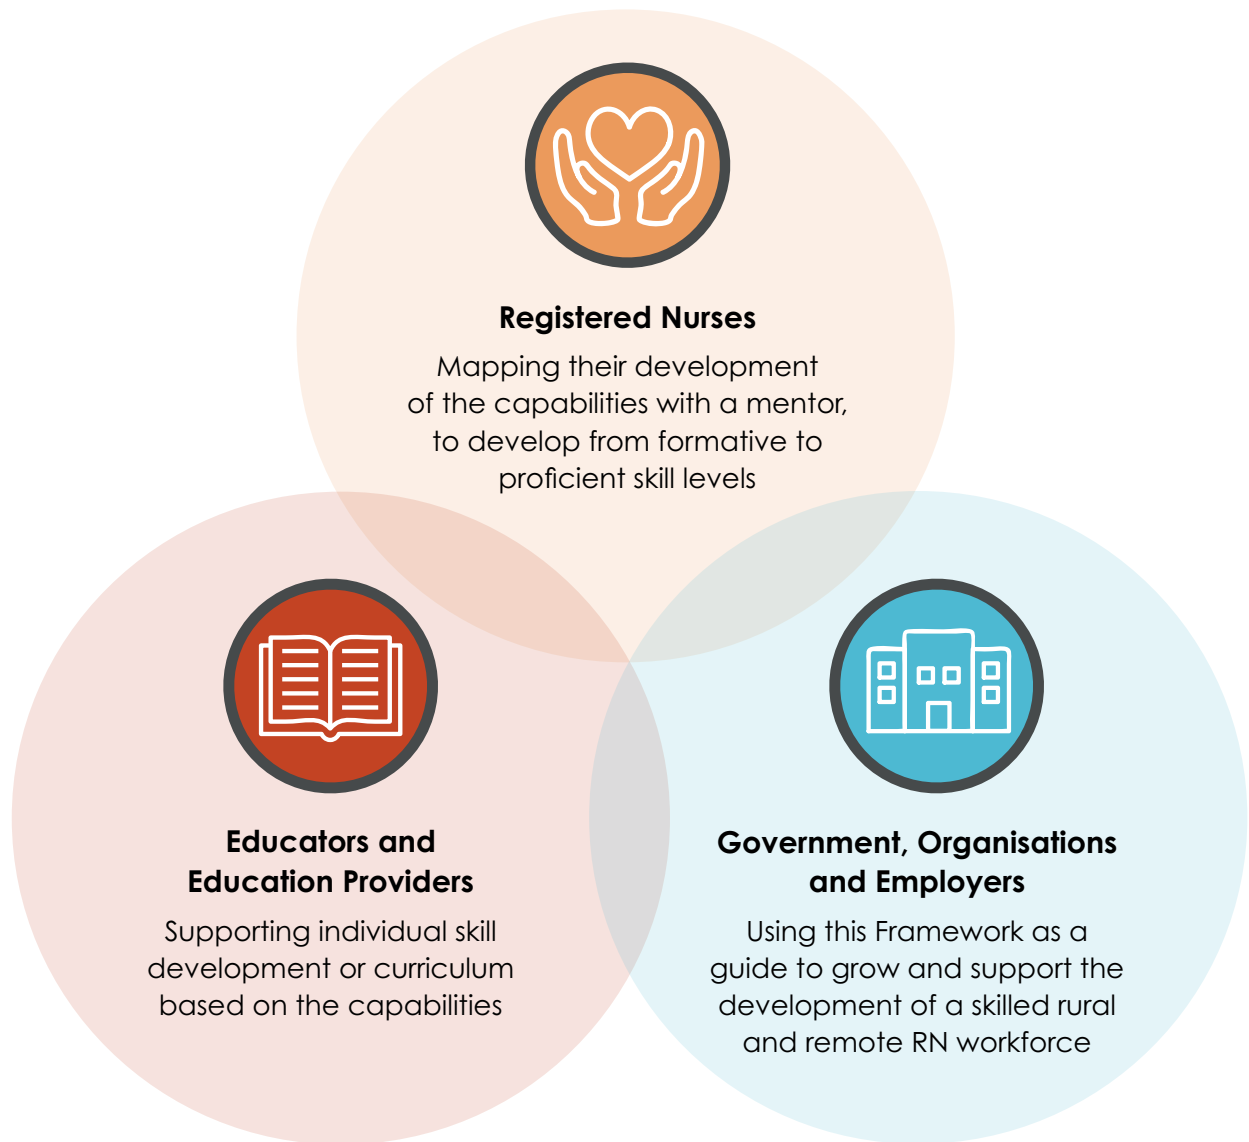 Registered Nurses
Mapping their development
of the capabilities with a mentor,
to develop from formative to
proficient skill levels
Educators and
Education Providers
Supporting individual skill
development or curriculum
based on the capabilities
Government, Organisations
and Employers
Using this Framework as a
guide to grow and support the
development of a skilled rural
and remote RN workforce